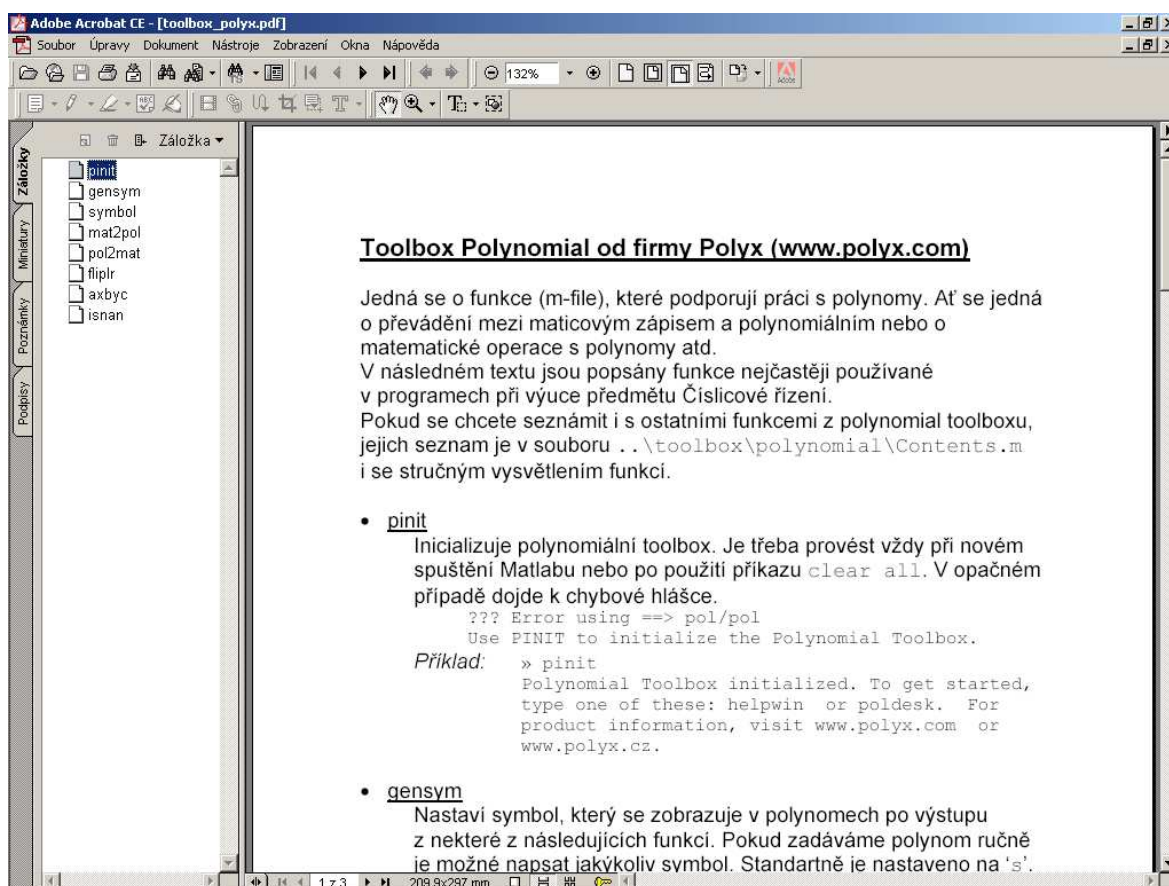 Adobe Acrobat CE - [toolbox_polyx.pdf]
Soubor Úpravy Dokument Nástroje Zobrazení Okna Nápověda
132%
Adobe
Záložka
Záložky
Miniatury
Poznámky
Podpisy
pinit
gensym
symbol
mat2pol
pol2mat
fliplr
axbyc
isnan
Toolbox Polynomial od firmy Polyx (www.polyx.com)
Jedná se o funkce (m-file), které podporují práci s polynomy. Ať se jedná
o převádění mezi maticovým zápisem a polynomiálním nebo o
matematické operace s polynomy atd.
V následném textu jsou popsány funkce nejčastěji používané
v programech při výuce předmětu Číslicové řízení.
Pokud se chcete seznámit i s ostatními funkcemi z polynomial toolboxu,
jejich seznam je v souboru ..\toolbox\polynomial\Contents.m
i se stručným vysvětlením funkcí.
• pinit
Inicializuje polynomiální toolbox. Je třeba provést vždy při novém
spuštění Matlabu nebo po použití příkazu clear all. V opačném
případě dojde k chybové hlášce.
??? Error using ==> pol/pol
Use PINIT to initialize the Polynomial Toolbox.
Příklad: » pinit
Polynomial Toolbox initialized. To get started,
type one of these: helpwin or poldesk. For
product information, visit www.polyx.com or
www.polyx.cz.
• gensym
Nastaví symbol, který se zobrazuje v polynomech po výstupu
z nekteré z následujících funkcí. Pokud zadáváme polynom ručně
je možné napsat jakýkoliv symbol. Standartně je nastaveno na 's'.
1 z 3 209,9x297 mm